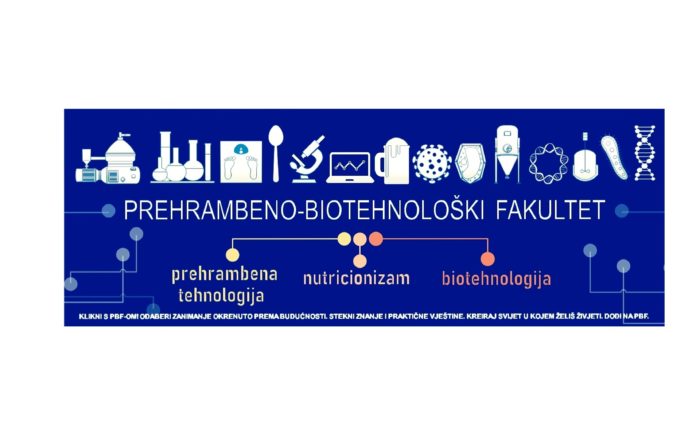 PREHRAMBENO-BIOTEHNOLOŠKI FAKULTET
prehrambena
tehnologija
nutricionizam
biotehnologija
KLIKNI S PBF-OM! ODABERI ZANIMANJE OKRENUTO PREMA BUDUĆNOSTI. STEKNI ZNANJE I PRAKTIČNE VJEŠTINE. KREIRAJ SVIJET U KOJEM ŽELIŠ ŽIVJETI. DOĐI NA PBF.